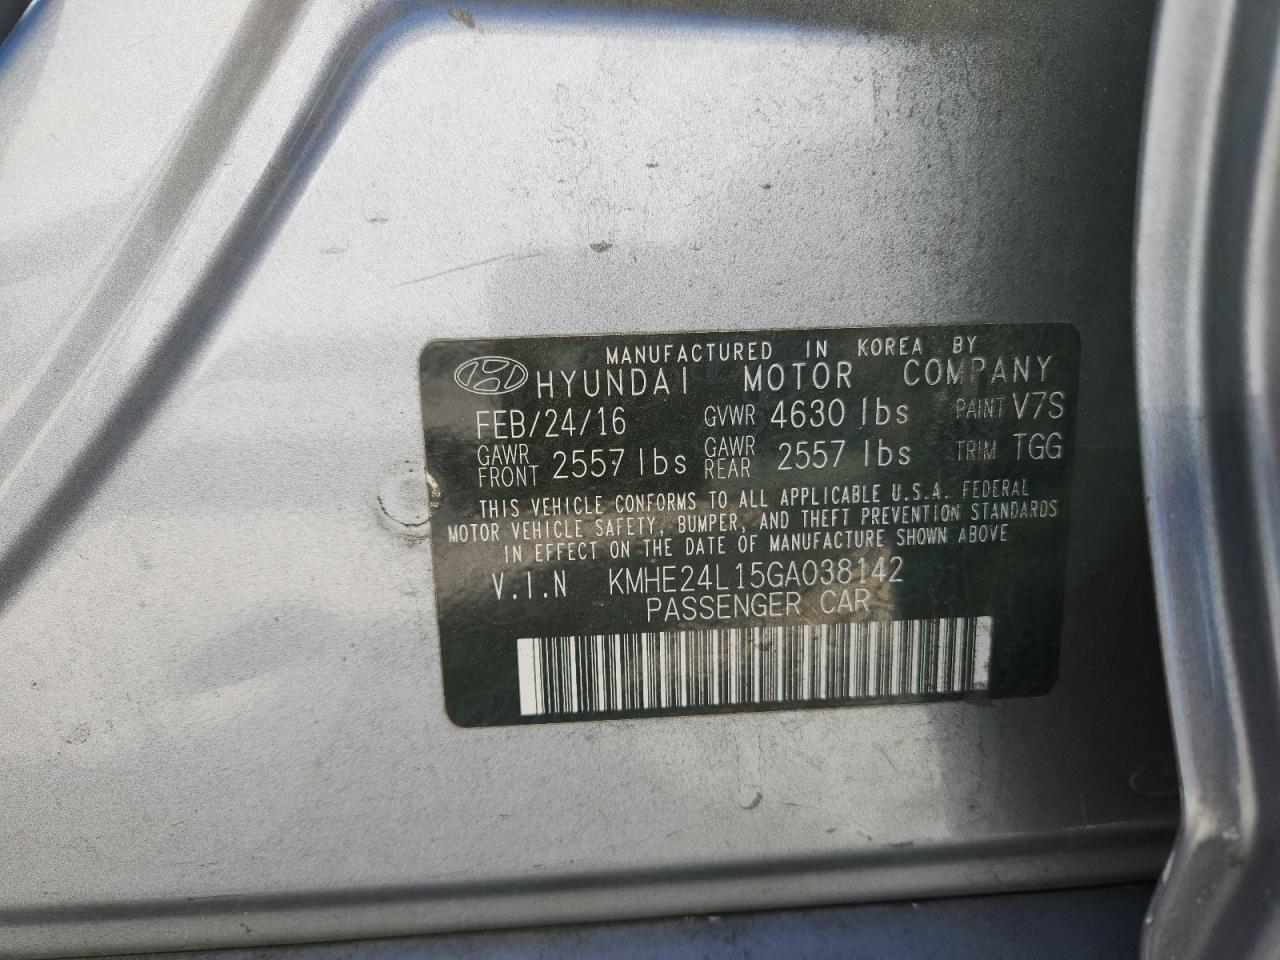 MANUFACTURED IN KOREA BY
HYUNDAI MOTOR COMPANY
FEB/24/16 GVWR 4630 lbs PAINT V7S
GAWR FRONT 2557 lbs GAWR REAR 2557 lbs TRIM TGG
THIS VEHICLE CONFORMS TO ALL APPLICABLE U.S.A. FEDERAL
MOTOR VEHICLE SAFETY, BUMPER, AND THEFT PREVENTION STANDARDS
IN EFFECT ON THE DATE OF MANUFACTURE SHOWN ABOVE
V.I.N KMHE24L15GA038142
PASSENGER CAR